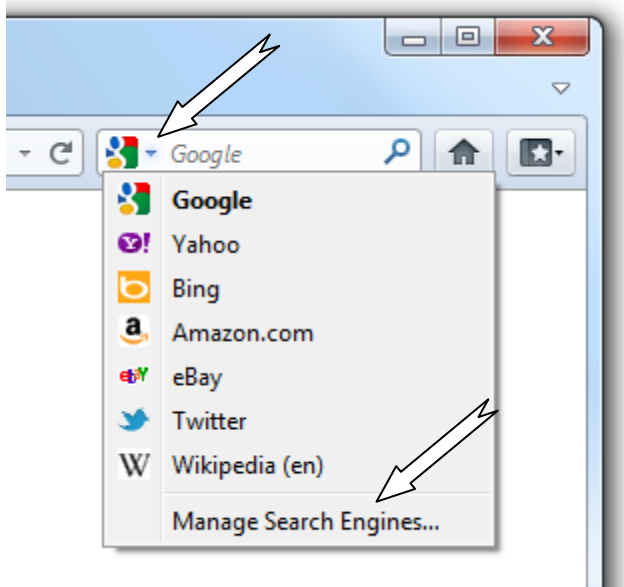 Google
Google
Yahoo
Bing
Amazon.com
eBay
Twitter
Wikipedia (en)
Manage Search Engines...